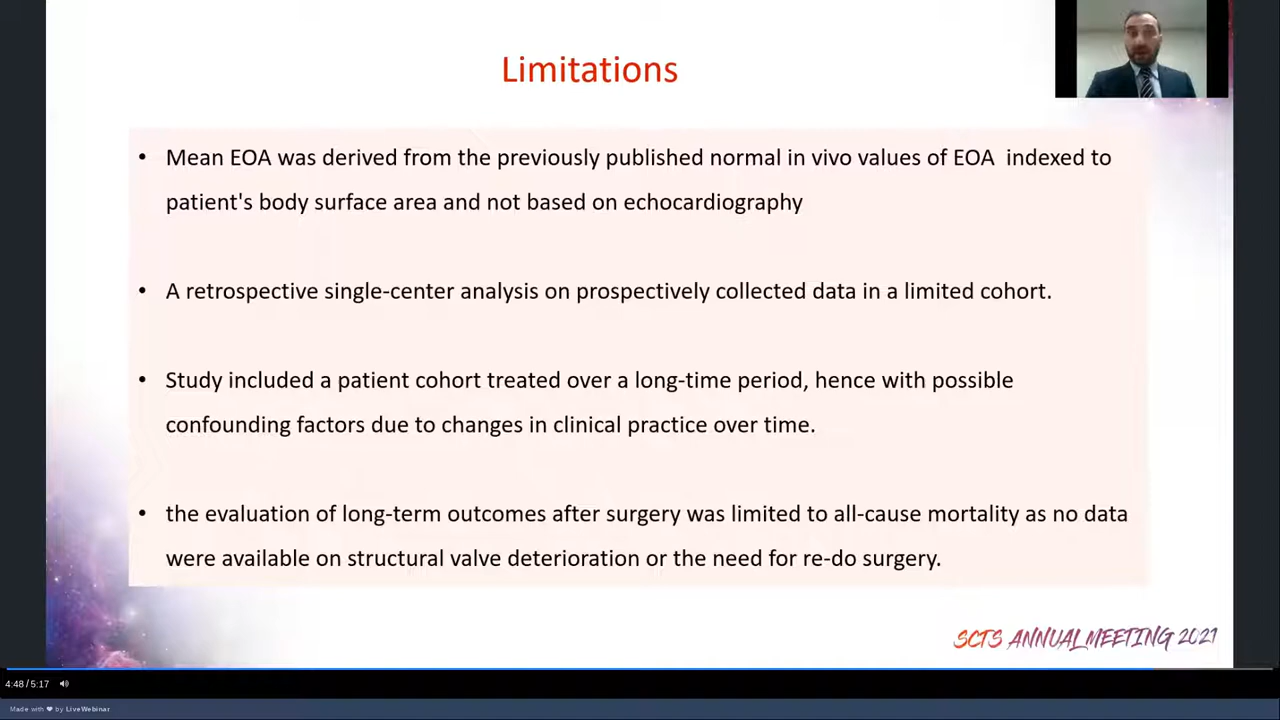 Limitations
• Mean EOA was derived from the previously published normal in vivo values of EOA indexed to
patient's body surface area and not based on echocardiography
• A retrospective single-center analysis on prospectively collected data in a limited cohort.
• Study included a patient cohort treated over a long-time period, hence with possible
confounding factors due to changes in clinical practice over time.
• the evaluation of long-term outcomes after surgery was limited to all-cause mortality as no data
were available on structural valve deterioration or the need for re-do surgery.
SCTS ANNUAL MEETING 2021
4:48 / 5:17
Made with ❤ by LiveWebinar